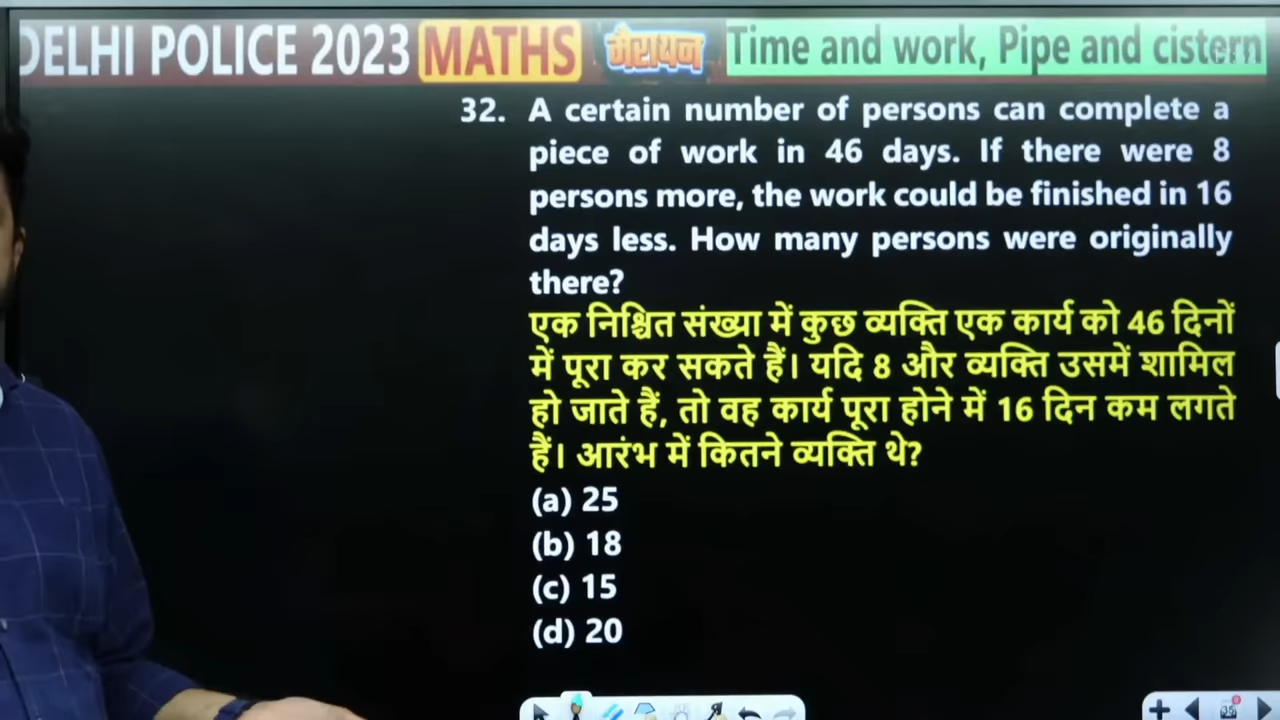 DELHI POLICE 2023 MATHS मैराथन Time and work, Pipe and cistern
32. A certain number of persons can complete a
piece of work in 46 days. If there were 8
persons more, the work could be finished in 16
days less. How many persons were originally
there?
एक निश्चित संख्या में कुछ व्यक्ति एक कार्य को 46 दिनों
में पूरा कर सकते हैं। यदि 8 और व्यक्ति उसमें शामिल
हो जाते हैं, तो वह कार्य पूरा होने में 16 दिन कम लगते
हैं। आरंभ में कितने व्यक्ति थे?
(a) 25
(b) 18
(c) 15
(d) 20